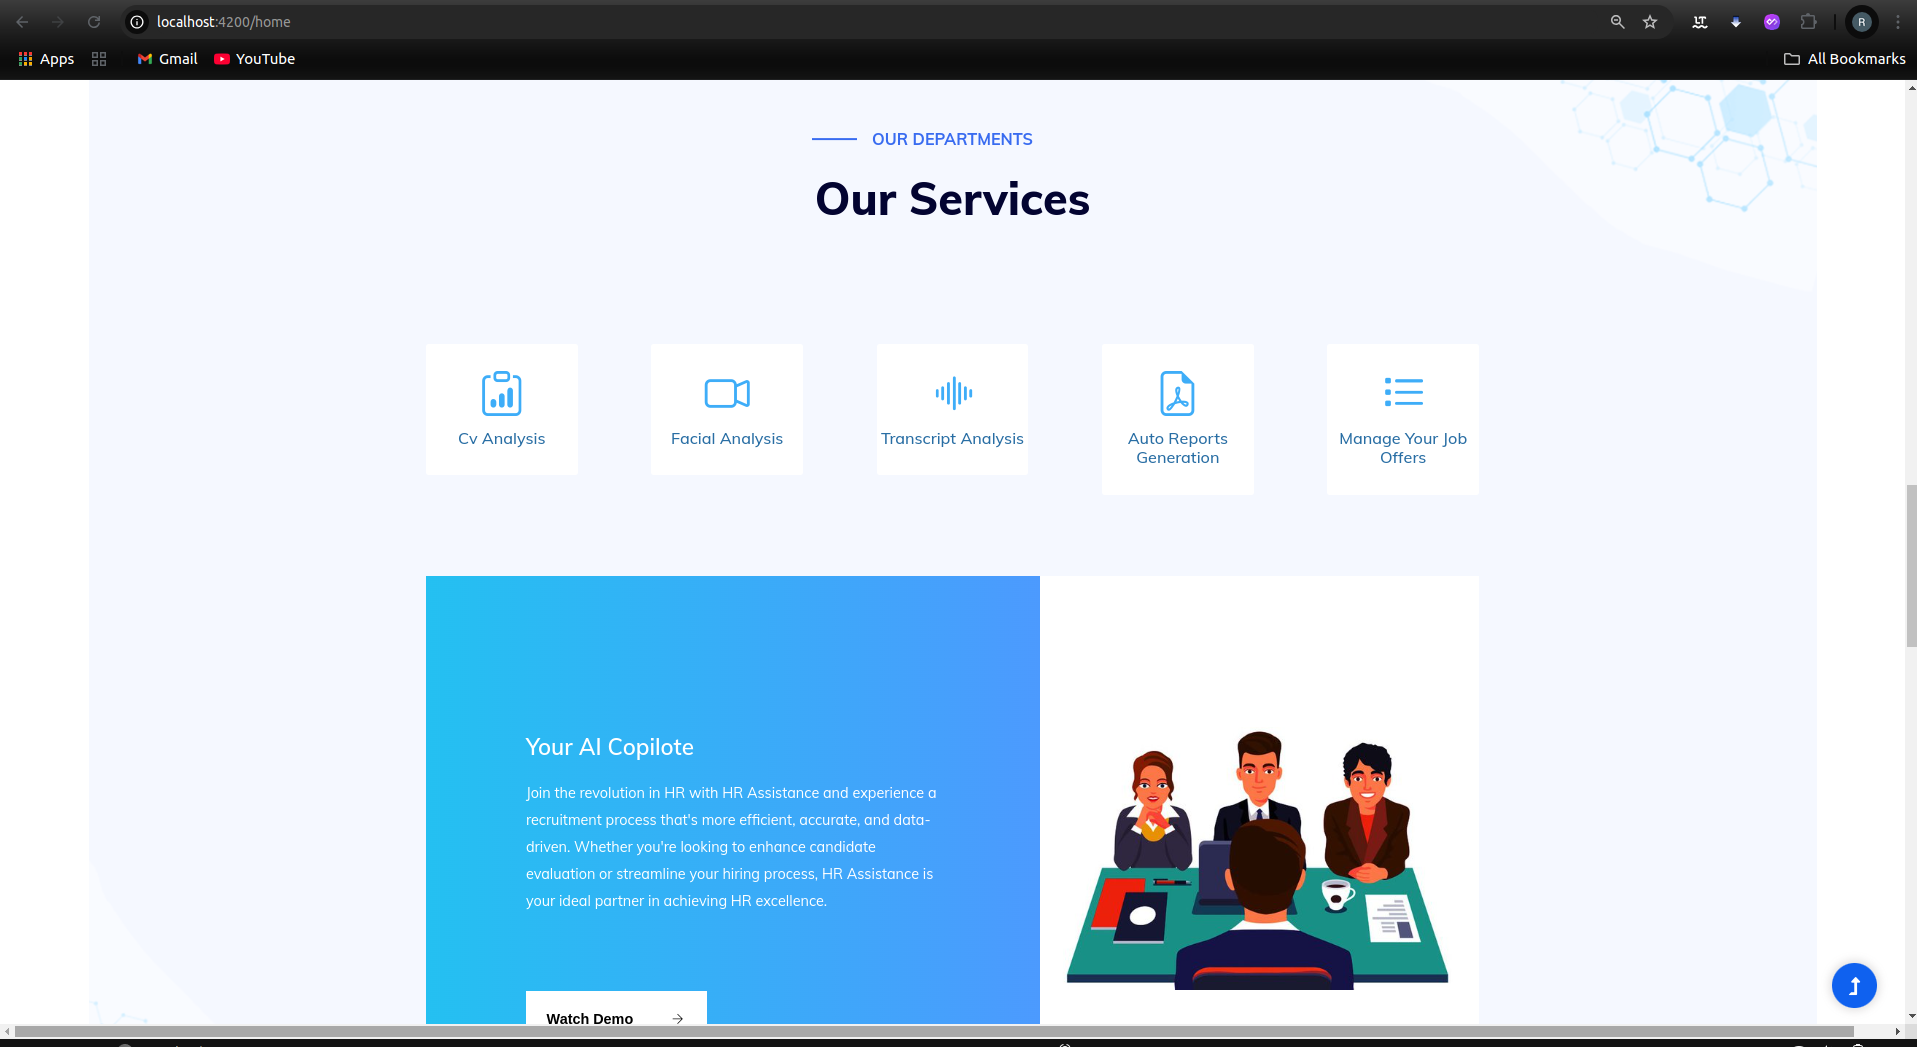 localhost:4200/home
R
Apps
Gmail
YouTube
All Bookmarks
OUR DEPARTMENTS
Our Services
Cv Analysis
Facial Analysis
Transcript Analysis
Auto Reports
Generation
Manage Your Job
Offers
Your AI Copilote
Join the revolution in HR with HR Assistance and experience a
recruitment process that's more efficient, accurate, and data-
driven. Whether you're looking to enhance candidate
evaluation or streamline your hiring process, HR Assistance is
your ideal partner in achieving HR excellence.
Watch Demo